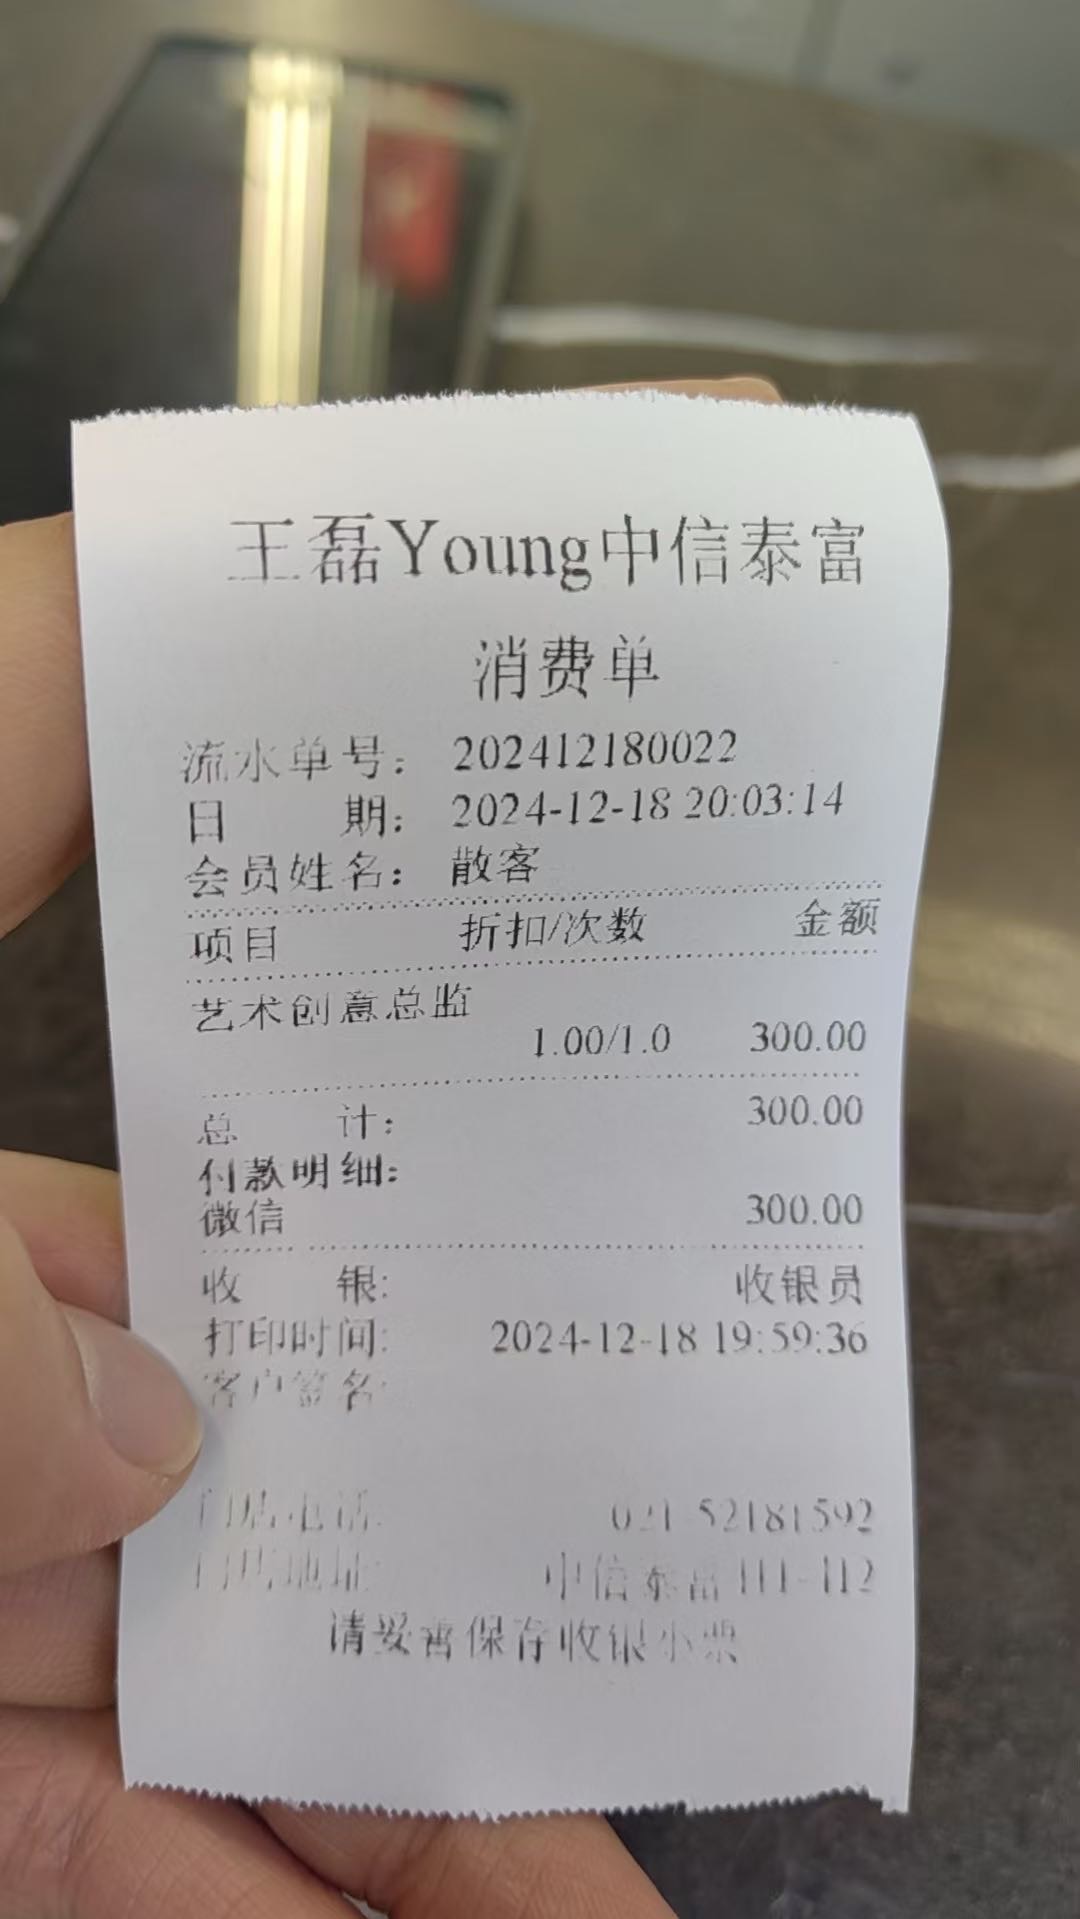 王磊Young中信泰富
消费单
流水单号： 202412180022
日 期： 2024-12-18 20:03:14
会员姓名： 散客
项目 折扣/次数 金额
艺术创意总监
1.00/1.0 300.00
总 计： 300.00
付款明细：
微信 300.00
收 银: 收银员
打印时间: 2024-12-18 19:59:36
客户签名:
门店电话: 021-52181592
门店地址: 中信泰富111-112
请妥善保存收银小票